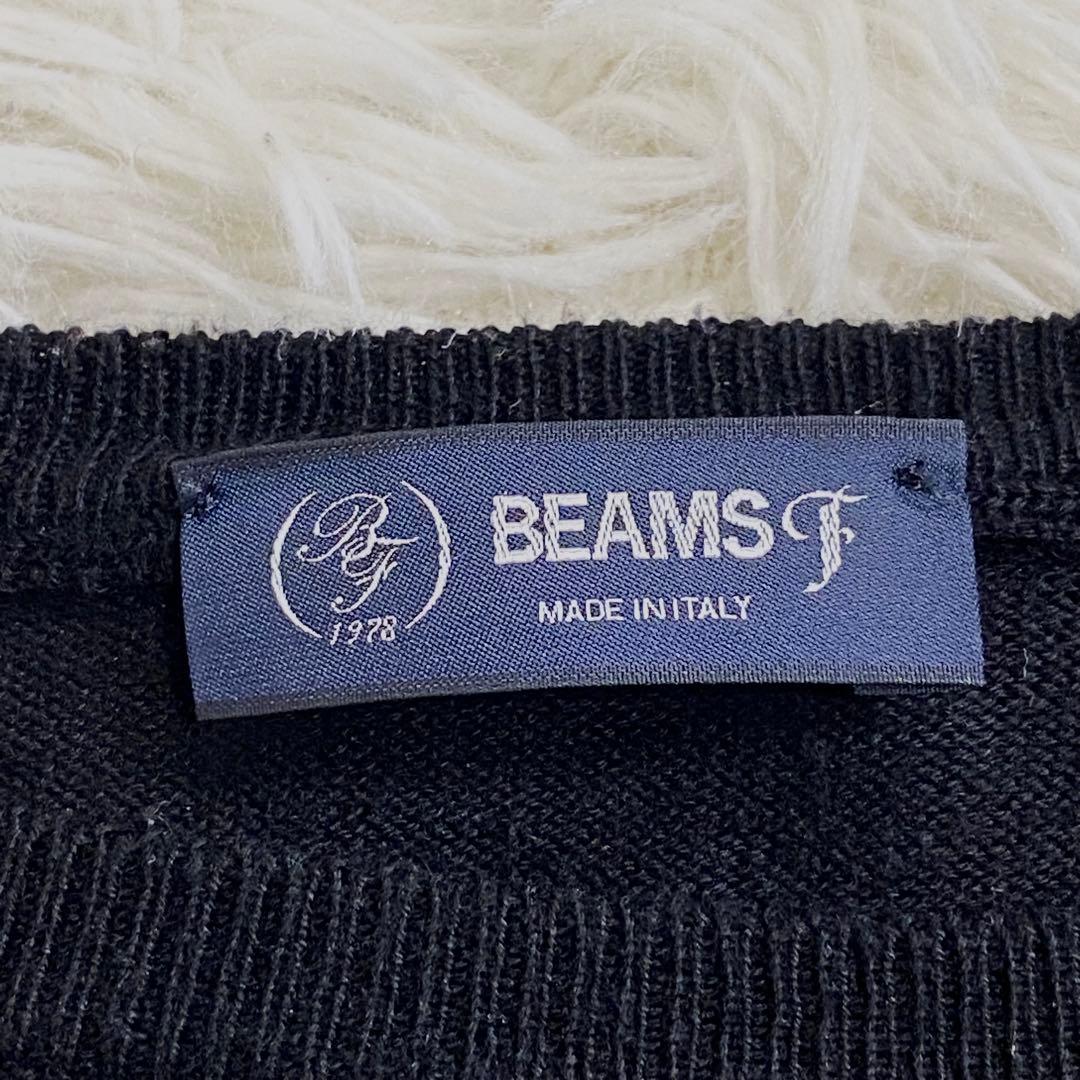 BF
1978
BEAMS F
MADE IN ITALY